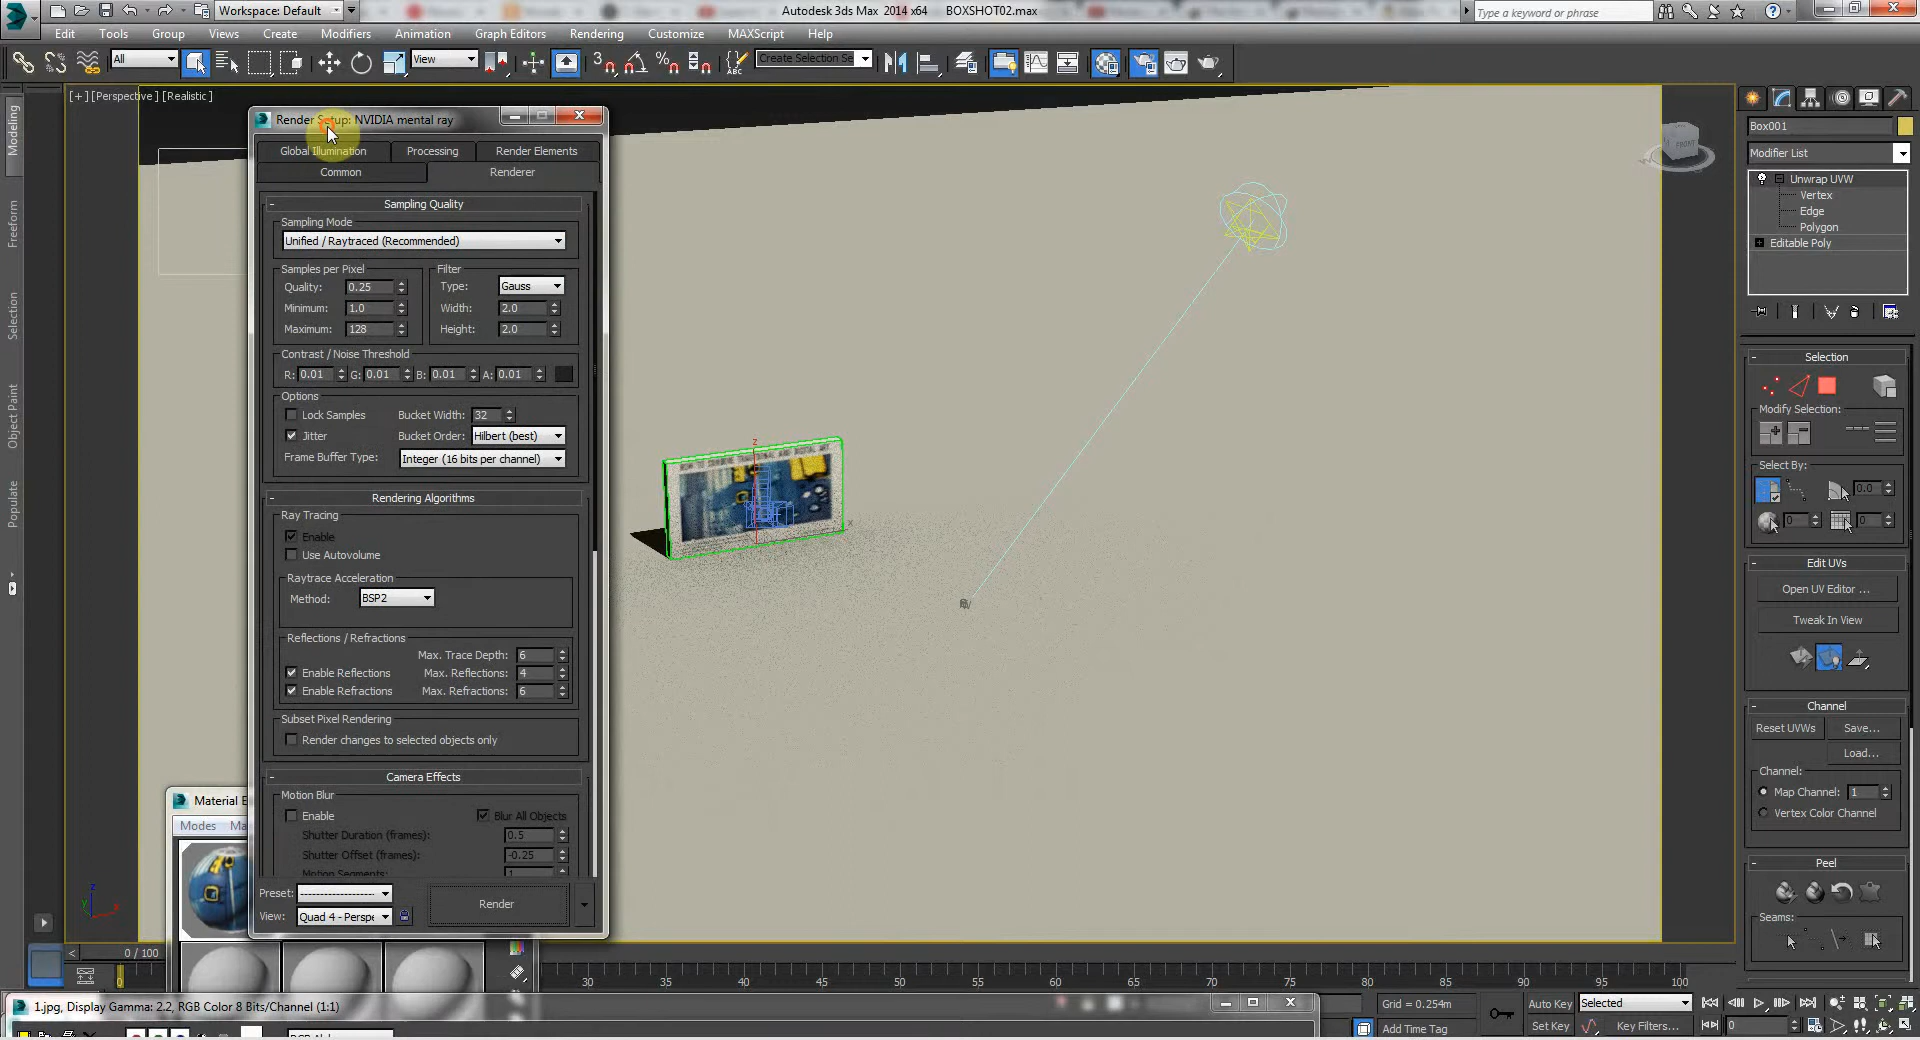 Workspace: Default
Autodesk 3ds Max 2014 x64 BOXSHOT02.max
Type a keyword or phrase
Edit Tools Group Views Create Modifiers Animation Graph Editors Rendering Customize MAXScript Help
All
View
Create Selection Se
[+] [Perspective] [Realistic]
Modeling
Freeform
Selection
Object Paint
Populate
Render Setup: NVIDIA mental ray
Global Illumination Processing Render Elements
Common Renderer
- Sampling Quality
Sampling Mode
Unified / Raytraced (Recommended)
Samples per Pixel Filter
Quality: 0.25 Type: Gauss
Minimum: 1.0 Width: 2.0
Maximum: 128 Height: 2.0
Contrast / Noise Threshold
R: 0.01 G: 0.01 B: 0.01 A: 0.01
Options
Lock Samples Bucket Width: 32
Jitter Bucket Order: Hilbert (best)
Frame Buffer Type: Integer (16 bits per channel)
- Rendering Algorithms
Ray Tracing
Enable
Use Autovolume
Raytrace Acceleration
Method: BSP2
Reflections / Refractions
Max. Trace Depth: 6
Enable Reflections Max. Reflections: 4
Enable Refractions Max. Refractions: 6
Subset Pixel Rendering
Render changes to selected objects only
- Camera Effects
Motion Blur
Enable Blur All Objects
Shutter Duration (frames): 0.5
Shutter Offset (frames): -0.25
Motion Segments: 1
Preset: --------------------
View: Quad 4 - Perspe
Render
Material E
Modes Ma
z
x
FRONT
Box001
Modifier List
Unwrap UVW
Vertex
Edge
Polygon
Editable Poly
- Selection
Modify Selection:
Select By:
0.0
0 0
- Edit UVs
Open UV Editor ...
Tweak In View
- Channel
Reset UVWs Save...
Load...
Channel:
Map Channel: 1
Vertex Color Channel
- Peel
Seams:
z
y
x
0 / 100
0
30 35 40 45 50 55 60 65 70 75 80 85 90 95 100
1.jpg, Display Gamma: 2.2, RGB Color 8 Bits/Channel (1:1)
Grid = 0.254m
Add Time Tag
Auto Key Selected
Set Key Key Filters...
0